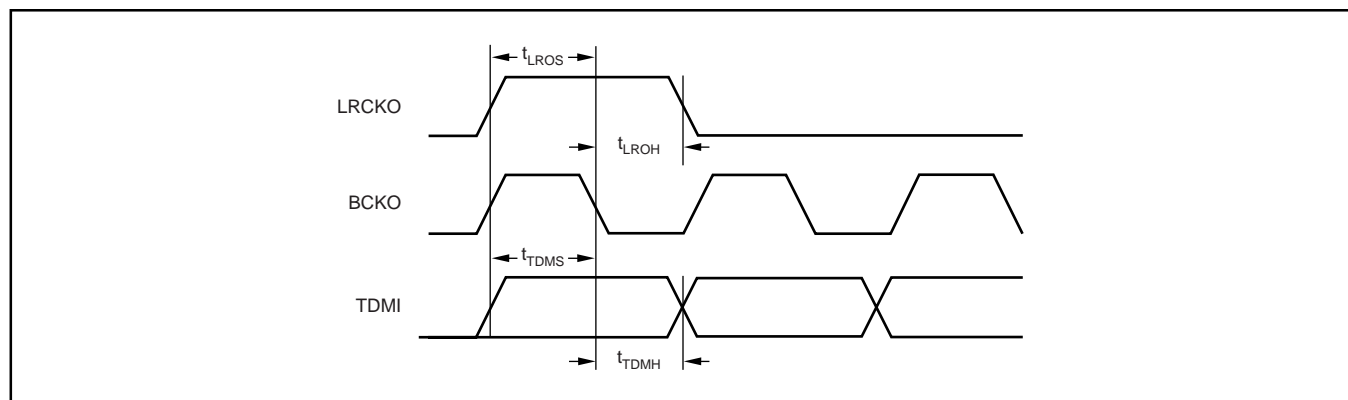 tLROS
LRCKO
tLROH
BCKO
tTDMS
TDMI
tTDMH